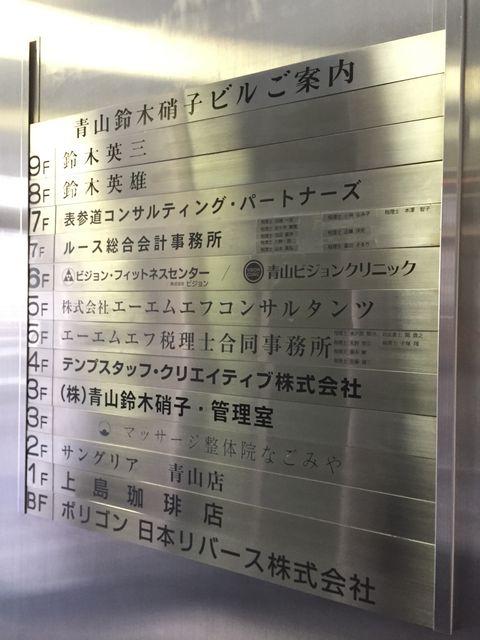 青山鈴木硝子ビルご案内
9F 鈴木英三
8F 鈴木英雄
7F 表参道コンサルティング・パートナーズ
7F ルース総合会計事務所
6F ビジョン・フィットネスセンター 株式会社ビジョン / 青山ビジョンクリニック
5F 株式会社エーエムエフコンサルタンツ
5F エーエムエフ税理士合同事務所
4F テンプスタッフ・クリエイティブ株式会社
3F (株)青山鈴木硝子・管理室
3F マッサージ整体院なごみや
2F サングリア 青山店
1F 上島珈琲店
BF ポリゴン 日本リバース株式会社